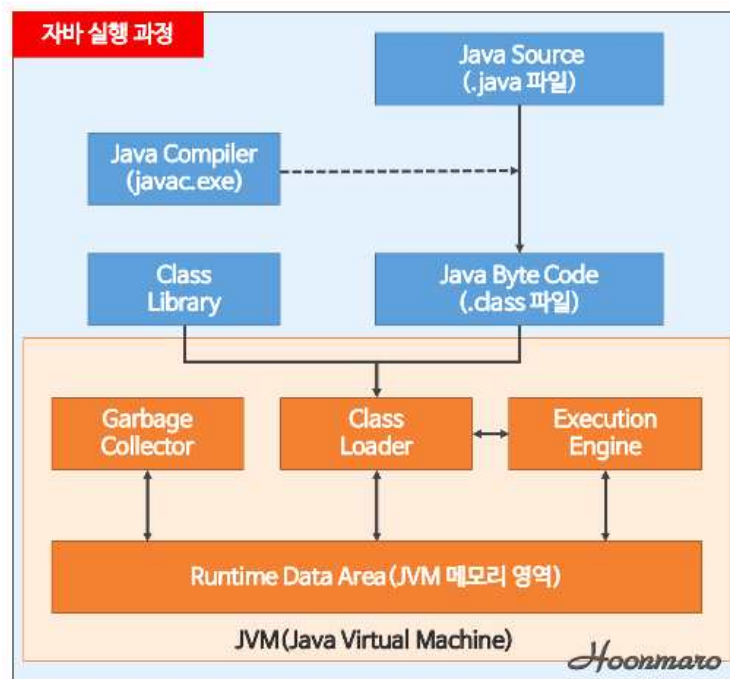 자바 실행 과정
Java Source
(.java 파일)
Java Compiler
(javac.exe)
Class
Library
Java Byte Code
(.class 파일)
Garbage
Collector
Class
Loader
Execution
Engine
Runtime Data Area(JVM 메모리 영역)
JVM(Java Virtual Machine)
Hoonmaro